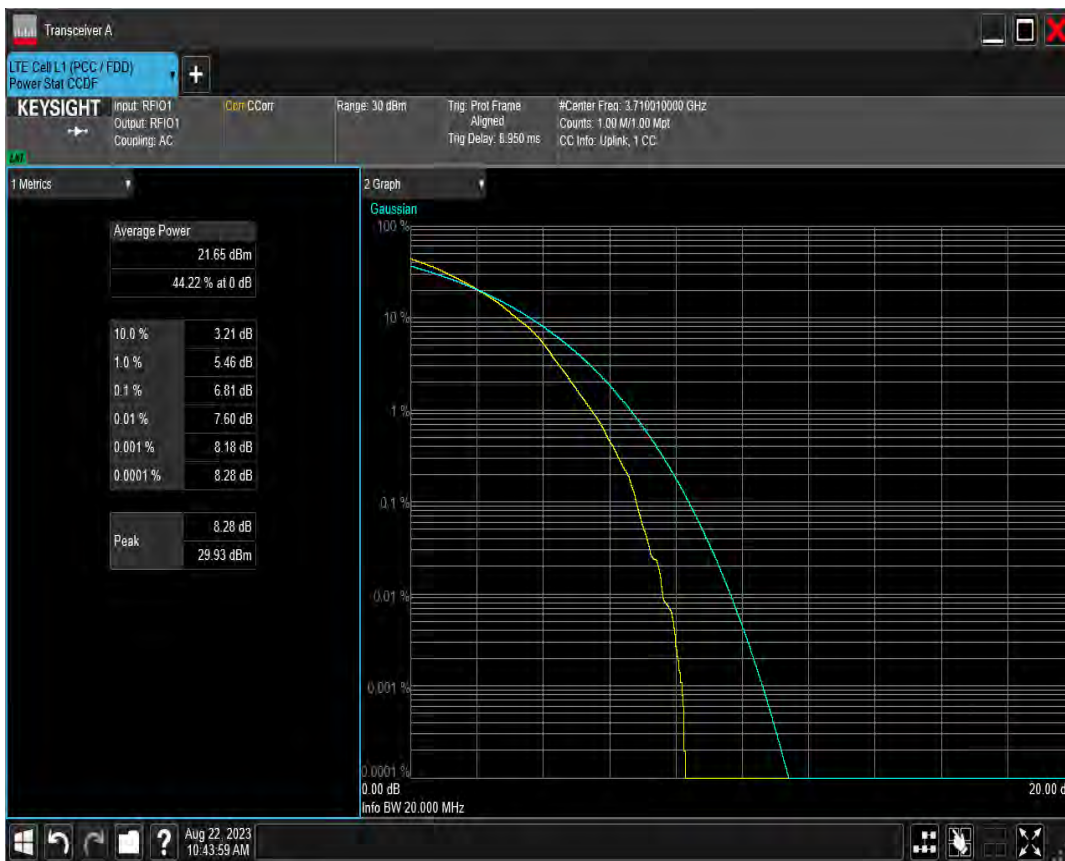 Transceiver A
LTE Cell L1 (PCC / FDD)
Power Stat CCDF
+
KEYSIGHT
LXI
Input: RFIO1
Output: RFIO1
Coupling: AC
Corr CCorr
Range: 30 dBm
Trig: Prot Frame
Aligned
Trig Delay: 8.950 ms
#Center Freq: 3.710010000 GHz
Counts: 1.00 M/1.00 Mpt
CC Info: Uplink, 1 CC
1 Metrics
Average Power
21.65 dBm
44.22 % at 0 dB
10.0 % 3.21 dB
1.0 % 5.46 dB
0.1 % 6.81 dB
0.01 % 7.60 dB
0.001 % 8.18 dB
0.0001 % 8.28 dB
Peak
8.28 dB
29.93 dBm
2 Graph
Gaussian
100 %
10 %
1 %
0.1 %
0.01 %
0.001 %
0.0001 %
0.00 dB
20.00 d
Info BW 20.000 MHz
?
Aug 22, 2023
10:43:59 AM